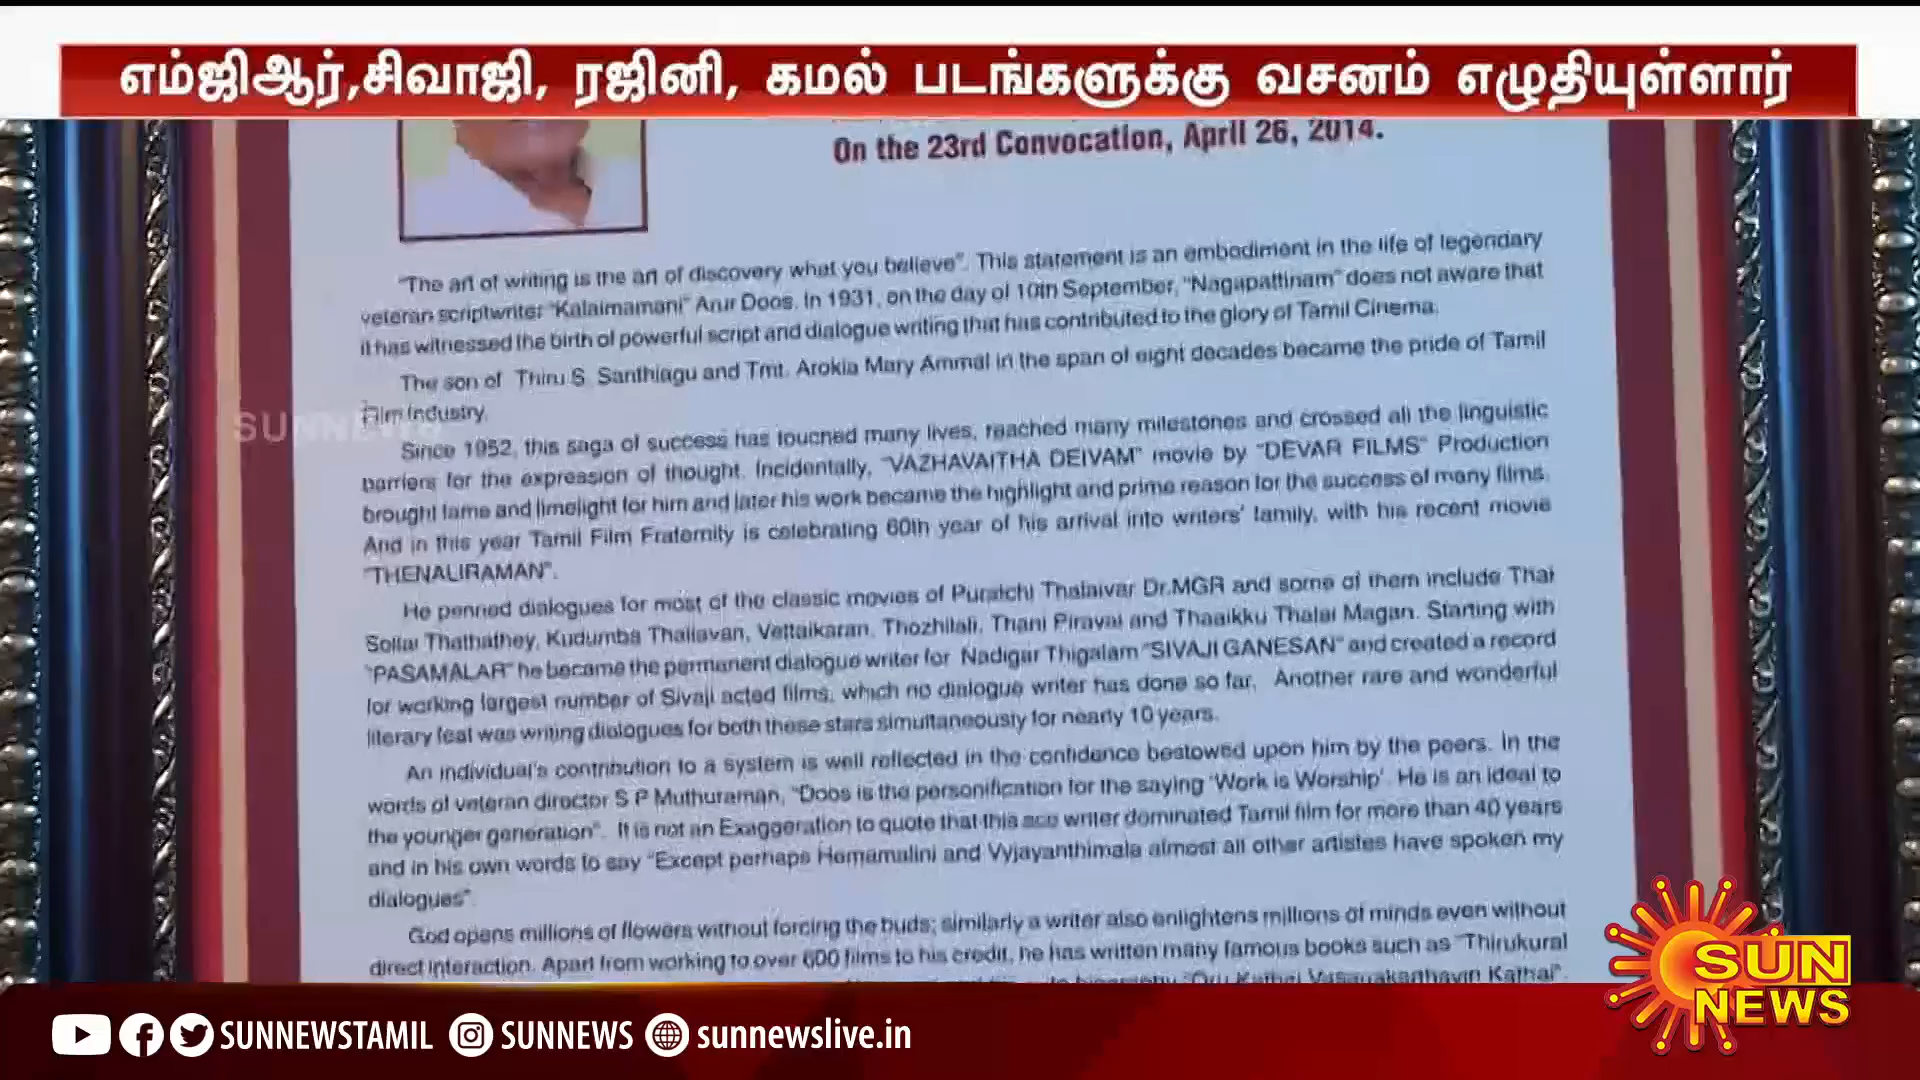 எம்ஜிஆர்,சிவாஜி, ரஜினி, கமல் படங்களுக்கு வசனம் எழுதியுள்ளார்
On the 23rd Convocation, April 26, 2014.
"The art of writing is the art of discovery what you believe". This statement is an embodiment in the life of legendary
veteran scriptwriter "Kalaimamani" Arur Doos. In 1931, on the day of 10th September, "Nagapattinam" does not aware that
it has witnessed the birth of powerful script and dialogue writing that has contributed to the glory of Tamil Cinema.
The son of Thiru S. Santhiagu and Tmt. Arokia Mary Ammal in the span of eight decades became the pride of Tamil
Film Industry.
SUNNEWS
Since 1952, this saga of success has touched many lives, reached many milestones and crossed all the linguistic
barriers for the expression of thought. Incidentally, "VAZHAVAITHA DEIVAM" movie by "DEVAR FILMS" Production
brought fame and limelight for him and later his work became the highlight and prime reason for the success of many films.
And in this year Tamil Film Fraternity is celebrating 60th year of his arrival into writers' family, with his recent movie
"THENALIRAMAN".
He penned dialogues for most of the classic movies of Puratchi Thalaivar Dr.MGR and some of them include Thai
Sollai Thathathey, Kudumba Thallavan, Vettaikaran, Thozhilali, Thani Piravai and Thaaikku Thalai Magan. Starting with
"PASAMALAR" he became the permanent dialogue writer for Nadigar Thigalam "SIVAJI GANESAN" and created a record
for working largest number of Sivaji acted films, which no dialogue writer has done so far. Another rare and wonderful
literary feat was writing dialogues for both these stars simultaneously for nearly 10 years.
An individual's contribution to a system is well reflected in the confidence bestowed upon him by the peers. In the
words of veteran director S P Muthuraman, "Doos is the personification for the saying 'Work is Worship'. He is an ideal to
the younger generation". It is not an Exaggeration to quote that this ace writer dominated Tamil film for more than 40 years
and in his own words to say "Except perhaps Hemamalini and Vyjayanthimala almost all other artistes have spoken my
dialogues".
God opens millions of flowers without forcing the buds; similarly a writer also enlightens millions of minds even without
direct interaction. Apart from working to over 600 films to his credit, he has written many famous books such as "Thirukural
biography "Oru Kathai Vasanakarthavin Kathai".
SUN
NEWS
SUNNEWSTAMIL SUNNEWS sunnewslive.in